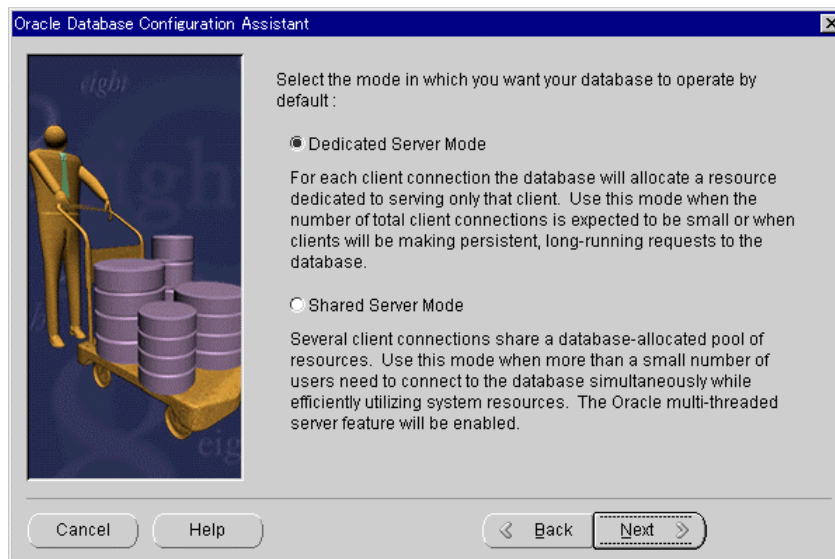 Oracle Database Configuration Assistant
eight
eight
eig
Select the mode in which you want your database to operate by
default :
Dedicated Server Mode
For each client connection the database will allocate a resource
dedicated to serving only that client. Use this mode when the
number of total client connections is expected to be small or when
clients will be making persistent, long-running requests to the
database.
Shared Server Mode
Several client connections share a database-allocated pool of
resources. Use this mode when more than a small number of
users need to connect to the database simultaneously while
efficiently utilizing system resources. The Oracle multi-threaded
server feature will be enabled.
Cancel
Help
Back
Next